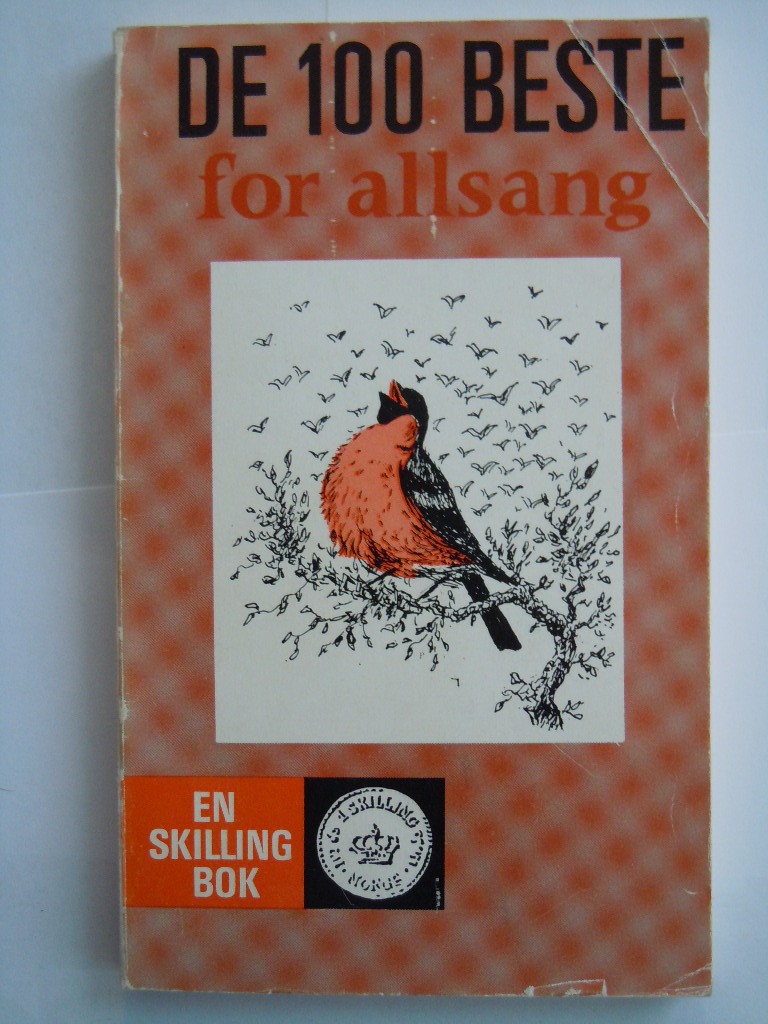 DE 100 BESTE
for allsang
EN
SKILLING
BOK
1 SKILLING
NORGE